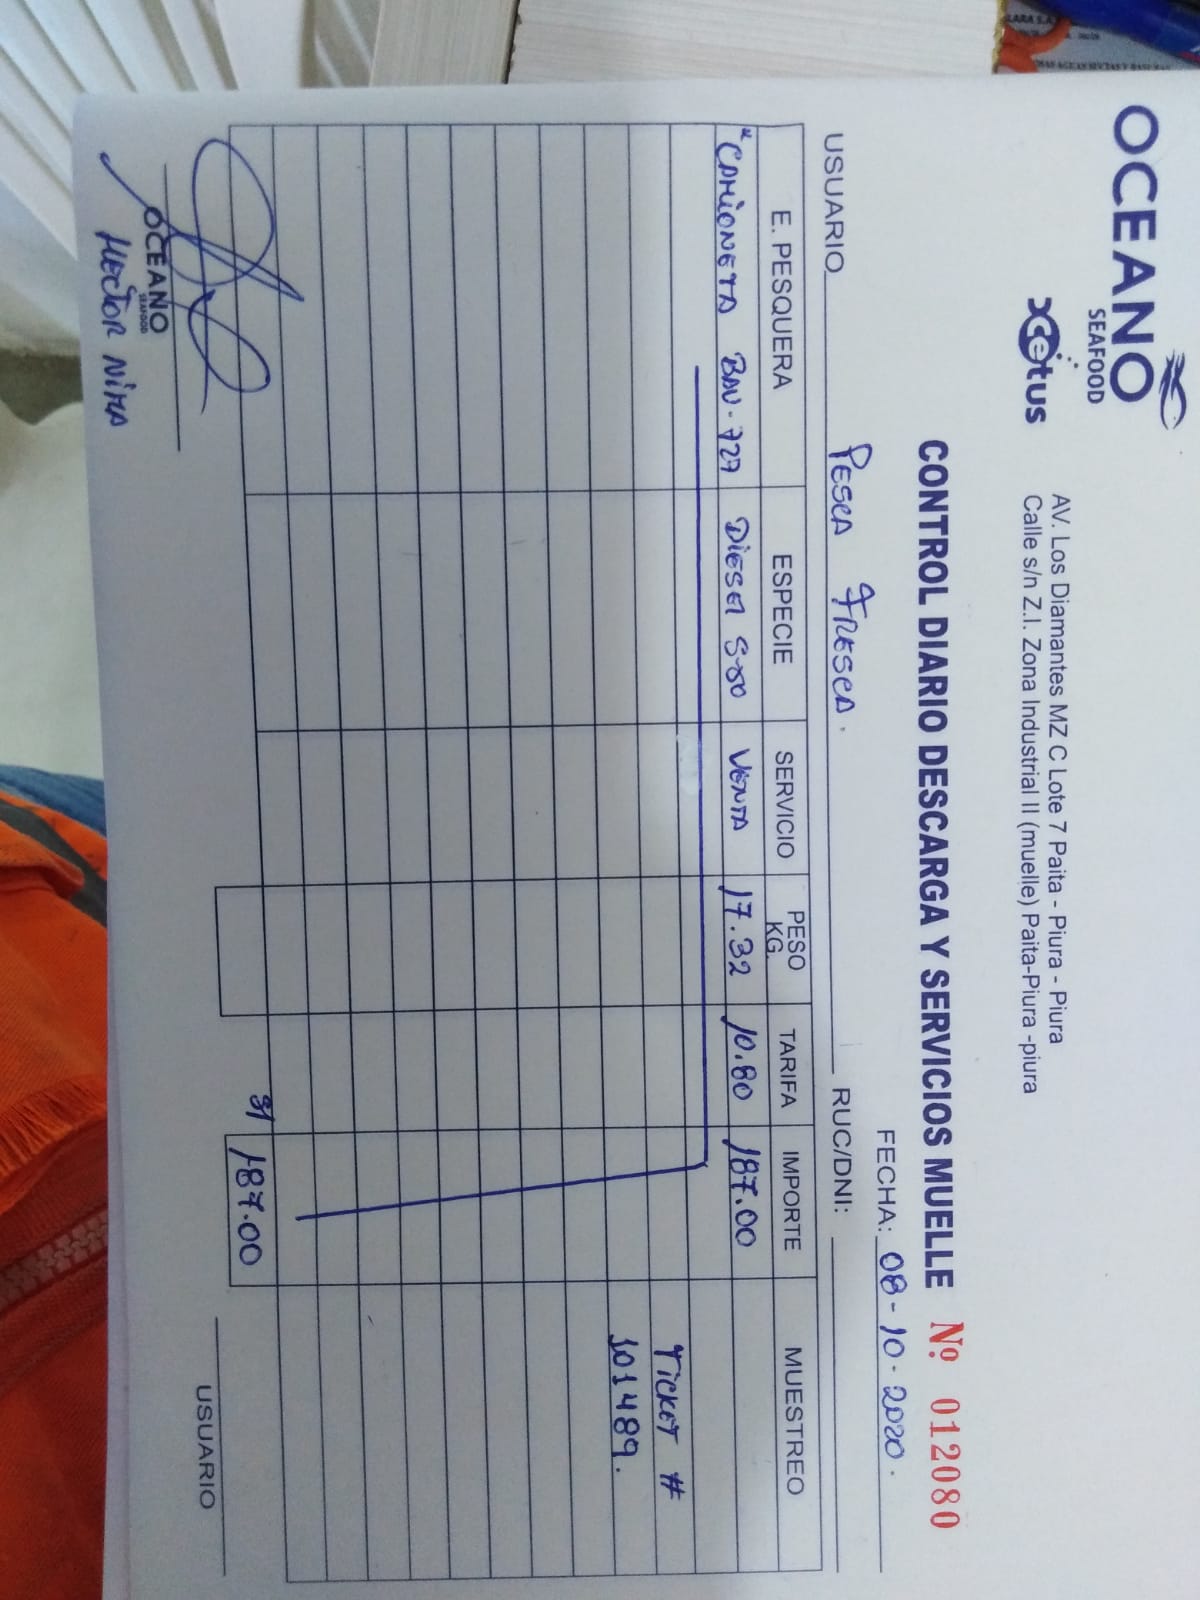 OCEANO
SEAFOOD
xcetus
AV. Los Diamantes MZ C Lote 7 Paita - Piura - Piura
Calle s/n Z.I. Zona Industrial II (muelle) Paita-Piura -piura
CONTROL DIARIO DESCARGA Y SERVICIOS MUELLE Nº 012080
FECHA: 08-10-2020.
USUARIO PESCA FRESCA. RUC/DNI:
E. PESQUERA ESPECIE SERVICIO PESO KG. TARIFA IMPORTE MUESTREO
"CAMIONETA BAV-727 DIESEL S-50 VENTA 17.32 10.80 187.00
TICKET #
101489.
S/ 187.00
OCEANO
SEAFOOD
HECTOR NIMA
USUARIO